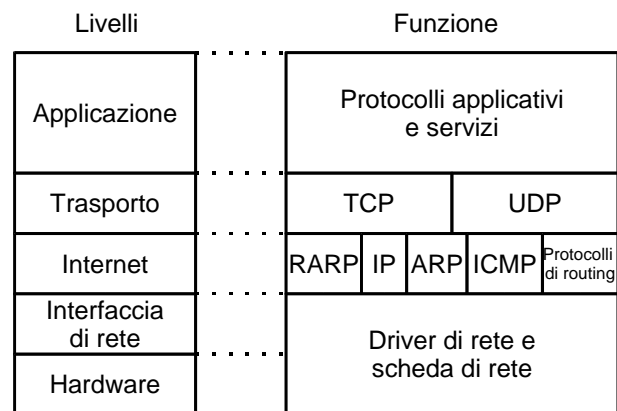 Livelli Funzione
Applicazione
Protocolli applicativi
e servizi
Trasporto TCP UDP
Internet RARP IP ARP ICMP Protocolli
di routing
Interfaccia
di rete
Driver di rete e
scheda di rete
Hardware